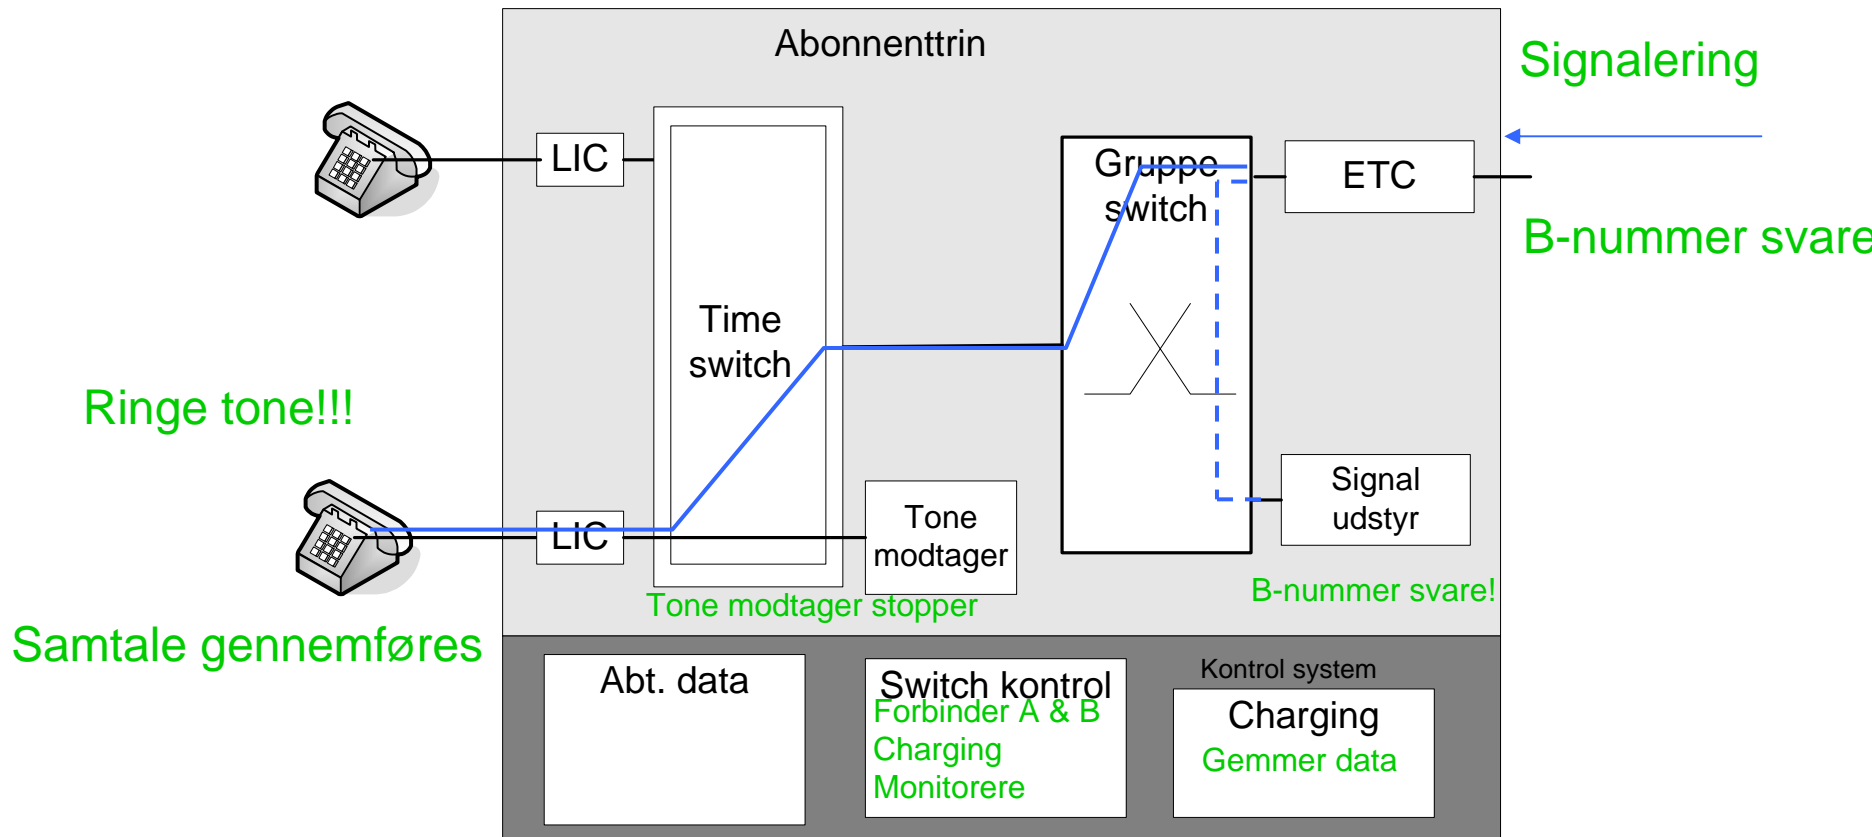 Abonnenttrin
Signalering
LIC
Gruppe
switch
ETC
B-nummer svare
Time
switch
Ringe tone!!!
Signal
udstyr
Tone
modtager
LIC
B-nummer svare!
Tone modtager stopper
Samtale gennemføres
Abt. data
Switch kontrol
Forbinder A & B
Charging
Monitorere
Kontrol system
Charging
Gemmer data